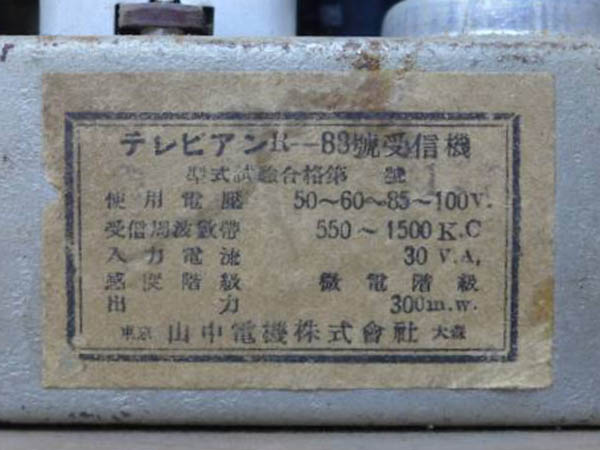 テレビアンR-83號受信機
型式試驗合格第 號
使用電壓 50~60~85~100V.
受信周波數帶 550~1500K.C
入力電流 30V.A.
感度階級 微電階級
出力 300m.w.
東京 山中電機株式會社 大森